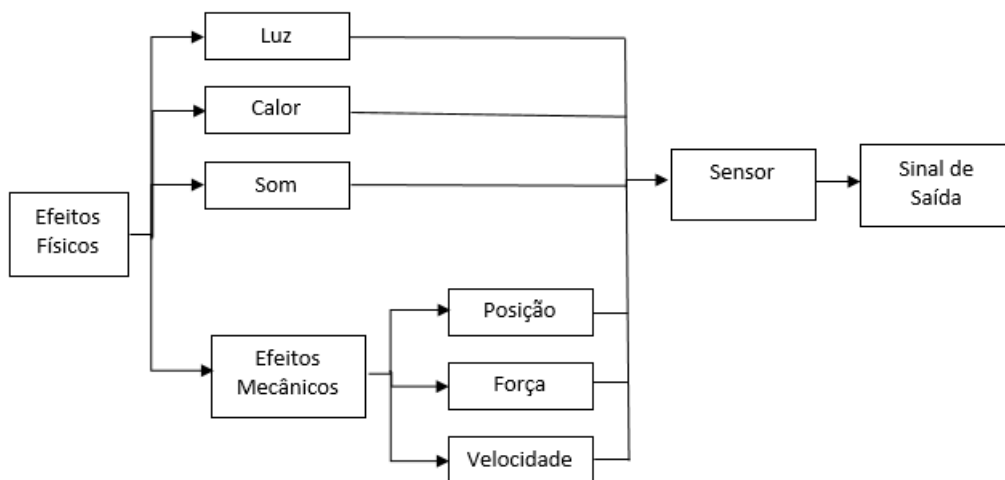 Luz
Calor
Som
Efeitos
Físicos
Efeitos
Mecânicos
Posição
Força
Velocidade
Sensor
Sinal de
Saída